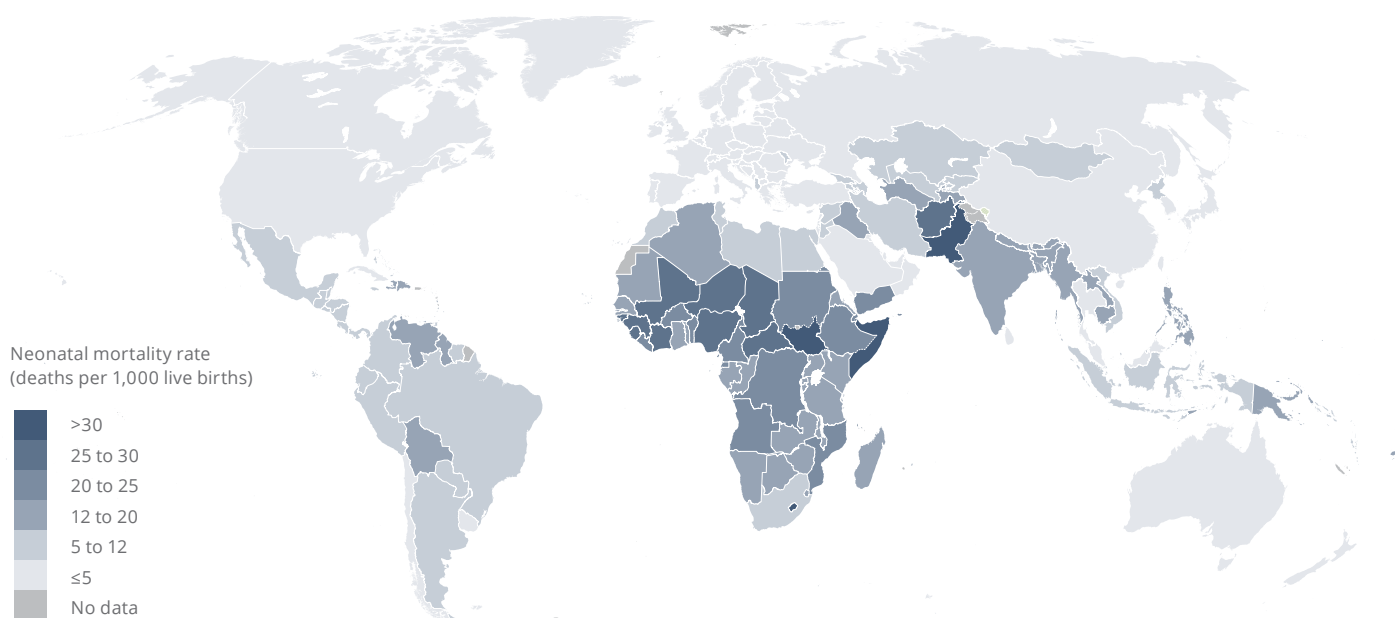 Neonatal mortality rate
(deaths per 1,000 live births)
>30
25 to 30
20 to 25
12 to 20
5 to 12
≤5
No data